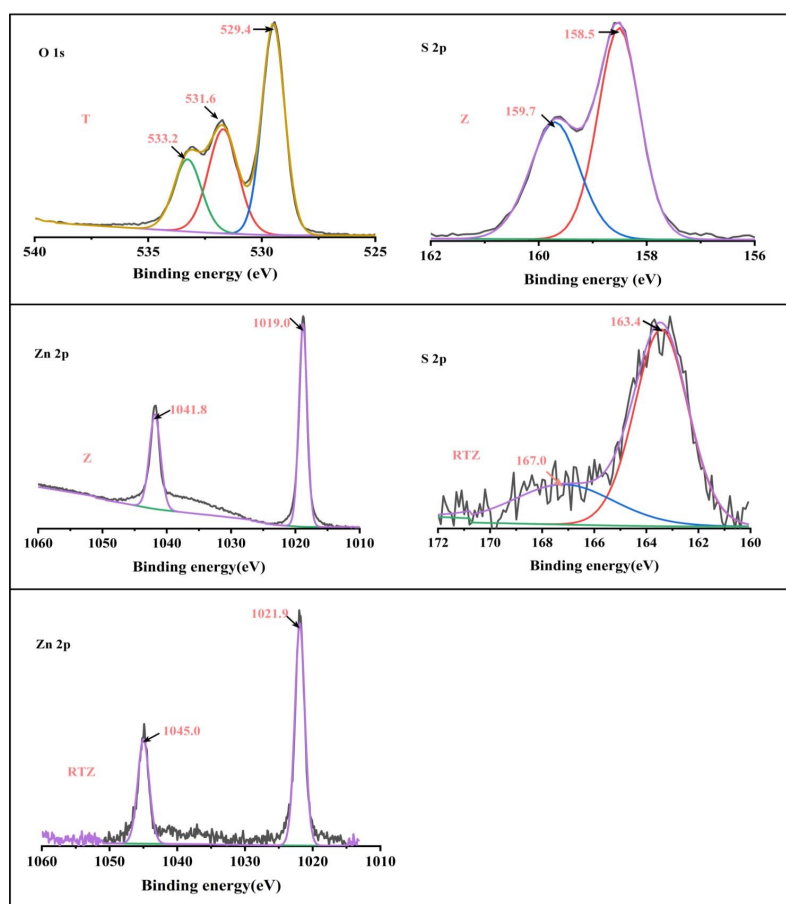 O 1s
529.4
531.6
533.2
T
540 535 530 525
Binding energy (eV)
S 2p
158.5
159.7
Z
162 160 158 156
Binding energy (eV)
Zn 2p
1019.0
1041.8
Z
1060 1050 1040 1030 1020 1010
Binding energy(eV)
S 2p
163.4
RTZ
167.0
172 170 168 166 164 162 160
Binding energy(eV)
Zn 2p
1021.9
1045.0
RTZ
1060 1050 1040 1030 1020 1010
Binding energy(eV)